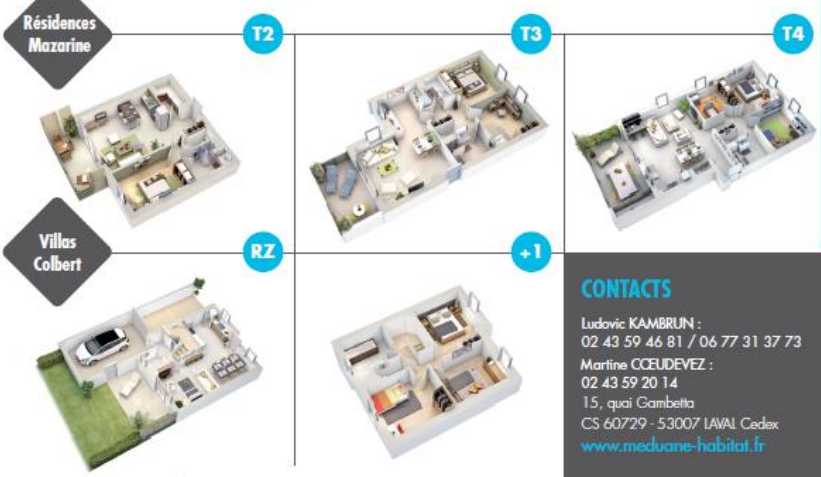 Résidences
Mazarine
T2
T3
T4
Villas
Colbert
RZ
+1
CONTACTS
Ludovic KAMBRUN :
02 43 59 46 81 / 06 77 31 37 73
Martine CŒUDEVEZ :
02 43 59 20 14
15, quai Gambetta
CS 60729 - 53007 LAVAL Cedex
www.meduane-habitat.fr